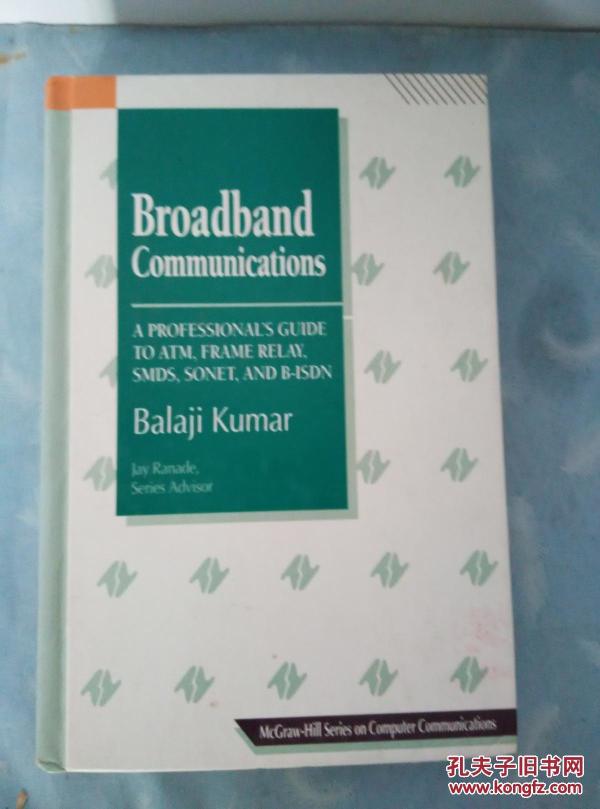 Broadband
Communications
A PROFESSIONAL'S GUIDE
TO ATM, FRAME RELAY,
SMDS, SONET, AND B-ISDN
Balaji Kumar
Jay Ranade,
Series Advisor
McGraw-Hill Series on Computer Communications
孔夫子旧书网
www.kongfz.com